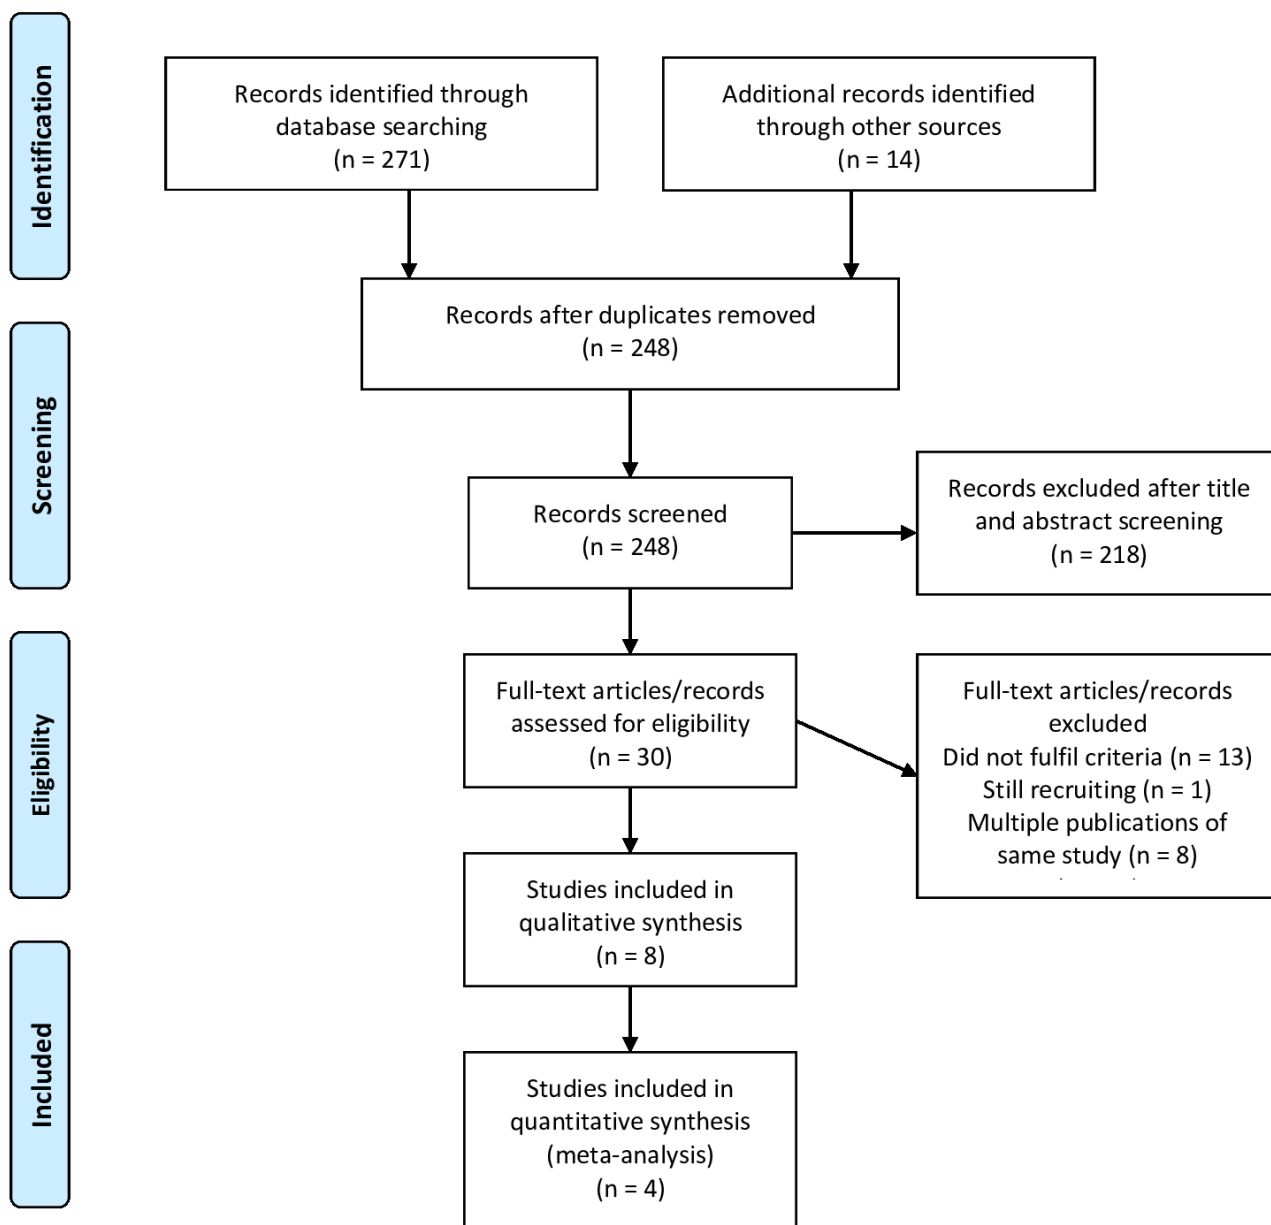 Identification
Records identified through
database searching
(n = 271)
Additional records identified
through other sources
(n = 14)
Records after duplicates removed
(n = 248)
Screening
Records screened
(n = 248)
Records excluded after title
and abstract screening
(n = 218)
Eligibility
Full-text articles/records
assessed for eligibility
(n = 30)
Full-text articles/records
excluded
Did not fulfil criteria (n = 13)
Still recruiting (n = 1)
Multiple publications of
same study (n = 8)
Studies included in
qualitative synthesis
(n = 8)
Included
Studies included in
quantitative synthesis
(meta-analysis)
(n = 4)